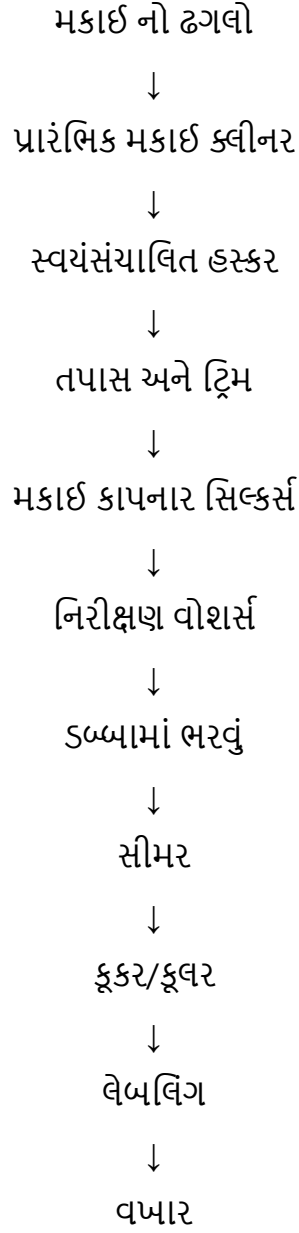 મકાઈ નો ઢગલો
↓
પ્રારંભિક મકાઈ ક્લીનર
↓
સ્વયંસંચાલિત હસ્કર
↓
તપાસ અને ટ્રિમ
↓
મકાઈ કાપનાર સિલ્કર્સ
↓
નિરીક્ષણ વોશર્સ
↓
ડબ્બામાં ભરવું
↓
સીમર
↓
કૂકર/કૂલર
↓
લેબલિંગ
↓
વખાર